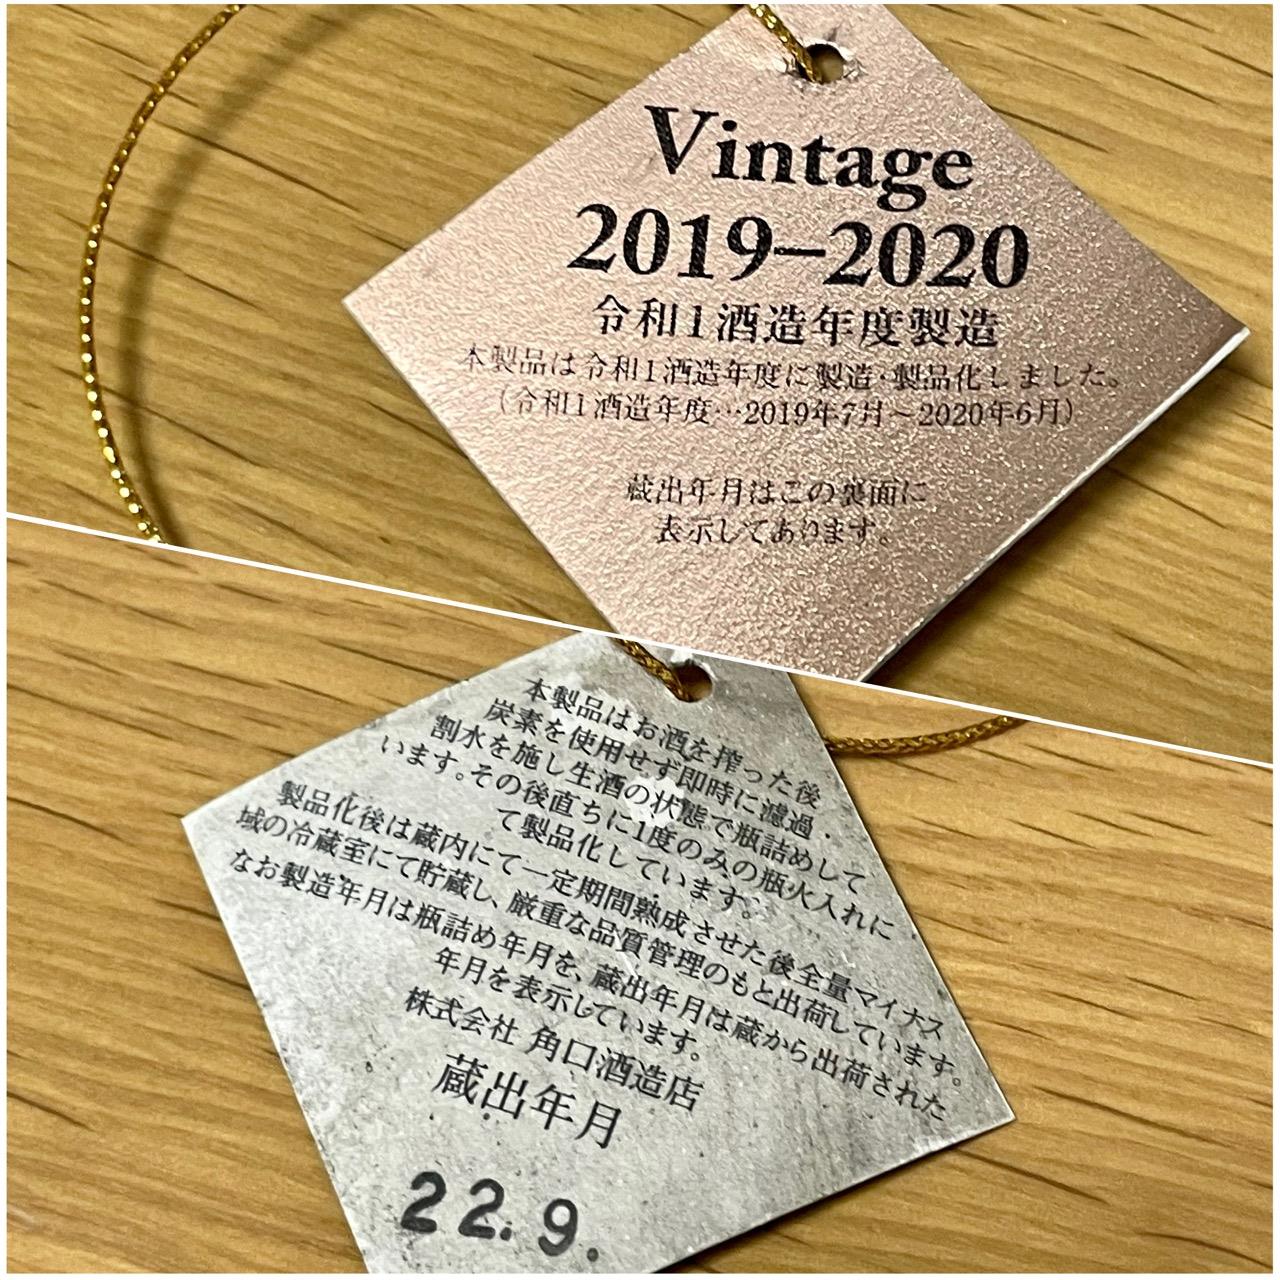 Vintage
2019–2020
令和1酒造年度製造
本製品は令和1酒造年度に製造・製品化しました。
（令和1酒造年度…2019年7月～2020年6月）
蔵出年月はこの裏面に
表示してあります。
本製品はお酒を搾った後
炭素を使用せず即時に濾過・
割水を施し生酒の状態で瓶詰めして
います。その後直ちに1度のみの瓶火入れに
て製品化しています。
製品化後は蔵内にて一定期間熟成させた後全量マイナス
域の冷蔵室にて貯蔵し、厳重な品質管理のもと出荷しています。
なお製造年月は瓶詰め年月を、蔵出年月は蔵から出荷された
年月を表示しています。
株式会社 角口酒造店
蔵出年月
22.9.